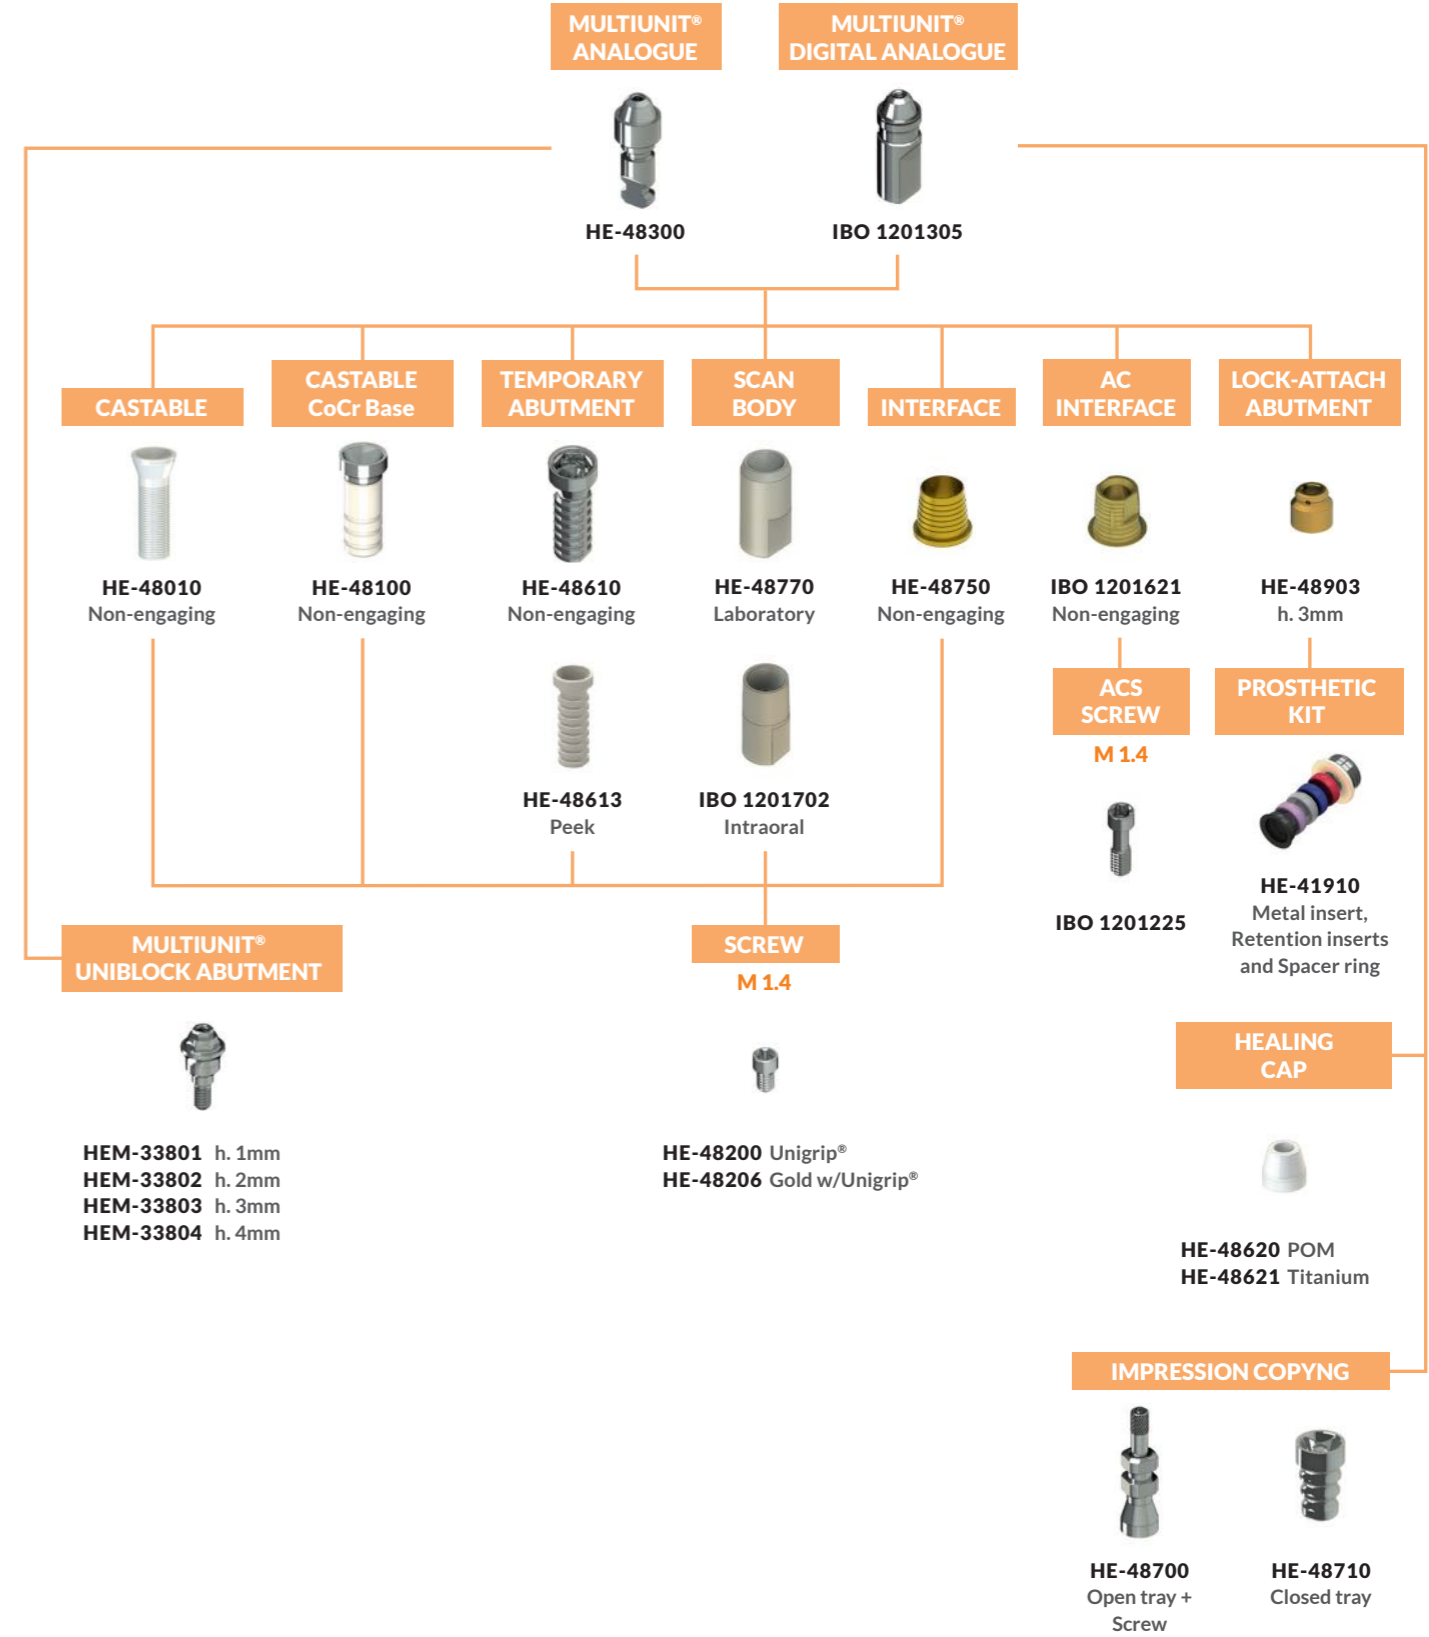 MULTIUNIT®
ANALOGUE
MULTIUNIT®
DIGITAL ANALOGUE
HE-48300
IBO 1201305
CASTABLE
CASTABLE
CoCr Base
TEMPORARY
ABUTMENT
SCAN
BODY
INTERFACE
AC
INTERFACE
LOCK-ATTACH
ABUTMENT
HE-48010
Non-engaging
HE-48100
Non-engaging
HE-48610
Non-engaging
HE-48770
Laboratory
HE-48750
Non-engaging
IBO 1201621
Non-engaging
HE-48903
h. 3mm
HE-48613
Peek
IBO 1201702
Intraoral
ACS
SCREW
M 1.4
IBO 1201225
PROSTHETIC
KIT
HE-41910
Metal insert,
Retention inserts
and Spacer ring
MULTIUNIT®
UNIBLOCK ABUTMENT
HEM-33801 h. 1mm
HEM-33802 h. 2mm
HEM-33803 h. 3mm
HEM-33804 h. 4mm
SCREW
M 1.4
HE-48200 Unigrip®
HE-48206 Gold w/Unigrip®
HEALING
CAP
HE-48620 POM
HE-48621 Titanium
IMPRESSION COPYNG
HE-48700
Open tray +
Screw
HE-48710
Closed tray